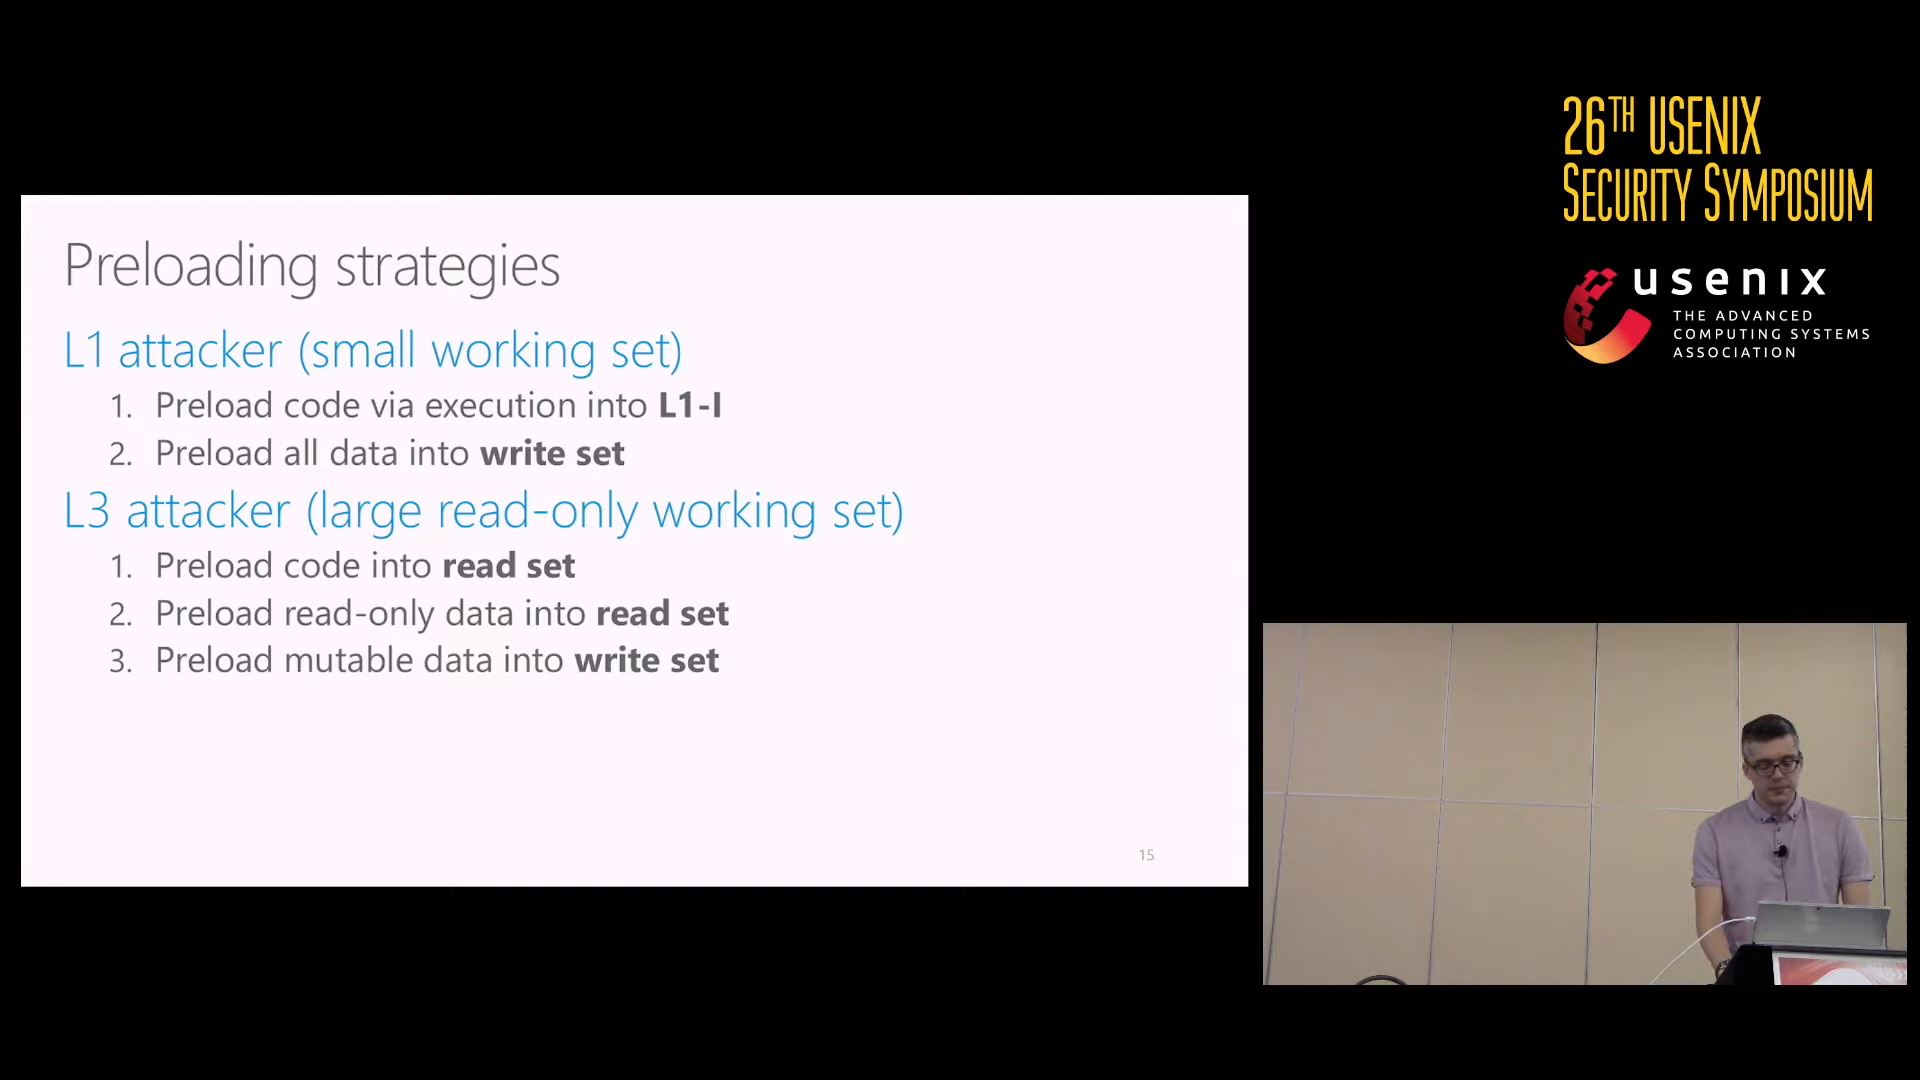 Preloading strategies
L1 attacker (small working set)
1. Preload code via execution into L1-I
2. Preload all data into write set
L3 attacker (large read-only working set)
1. Preload code into read set
2. Preload read-only data into read set
3. Preload mutable data into write set
15
26TH USENIX
SECURITY SYMPOSIUM
usenix
THE ADVANCED
COMPUTING SYSTEMS
ASSOCIATION